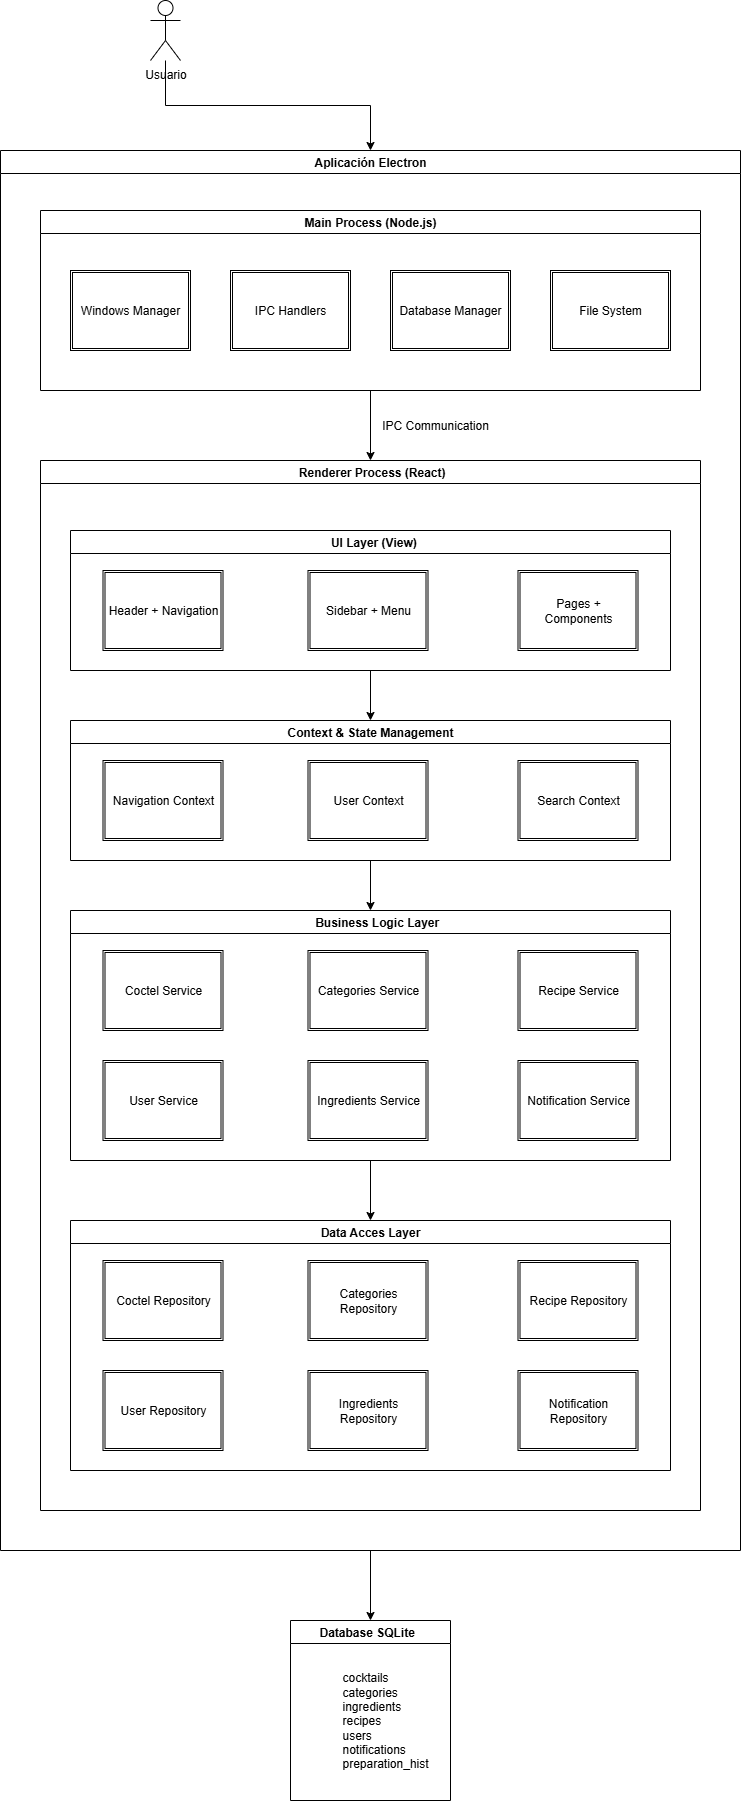 Usuario
Aplicación Electron
Main Process (Node.js)
Windows Manager
IPC Handlers
Database Manager
File System
IPC Communication
Renderer Process (React)
UI Layer (View)
Header + Navigation
Sidebar + Menu
Pages +
Components
Context & State Management
Navigation Context
User Context
Search Context
Business Logic Layer
Coctel Service
Categories Service
Recipe Service
User Service
Ingredients Service
Notification Service
Data Acces Layer
Coctel Repository
Categories
Repository
Recipe Repository
User Repository
Ingredients
Repository
Notification
Repository
Database SQLite
cocktails
categories
ingredients
recipes
users
notifications
preparation_hist